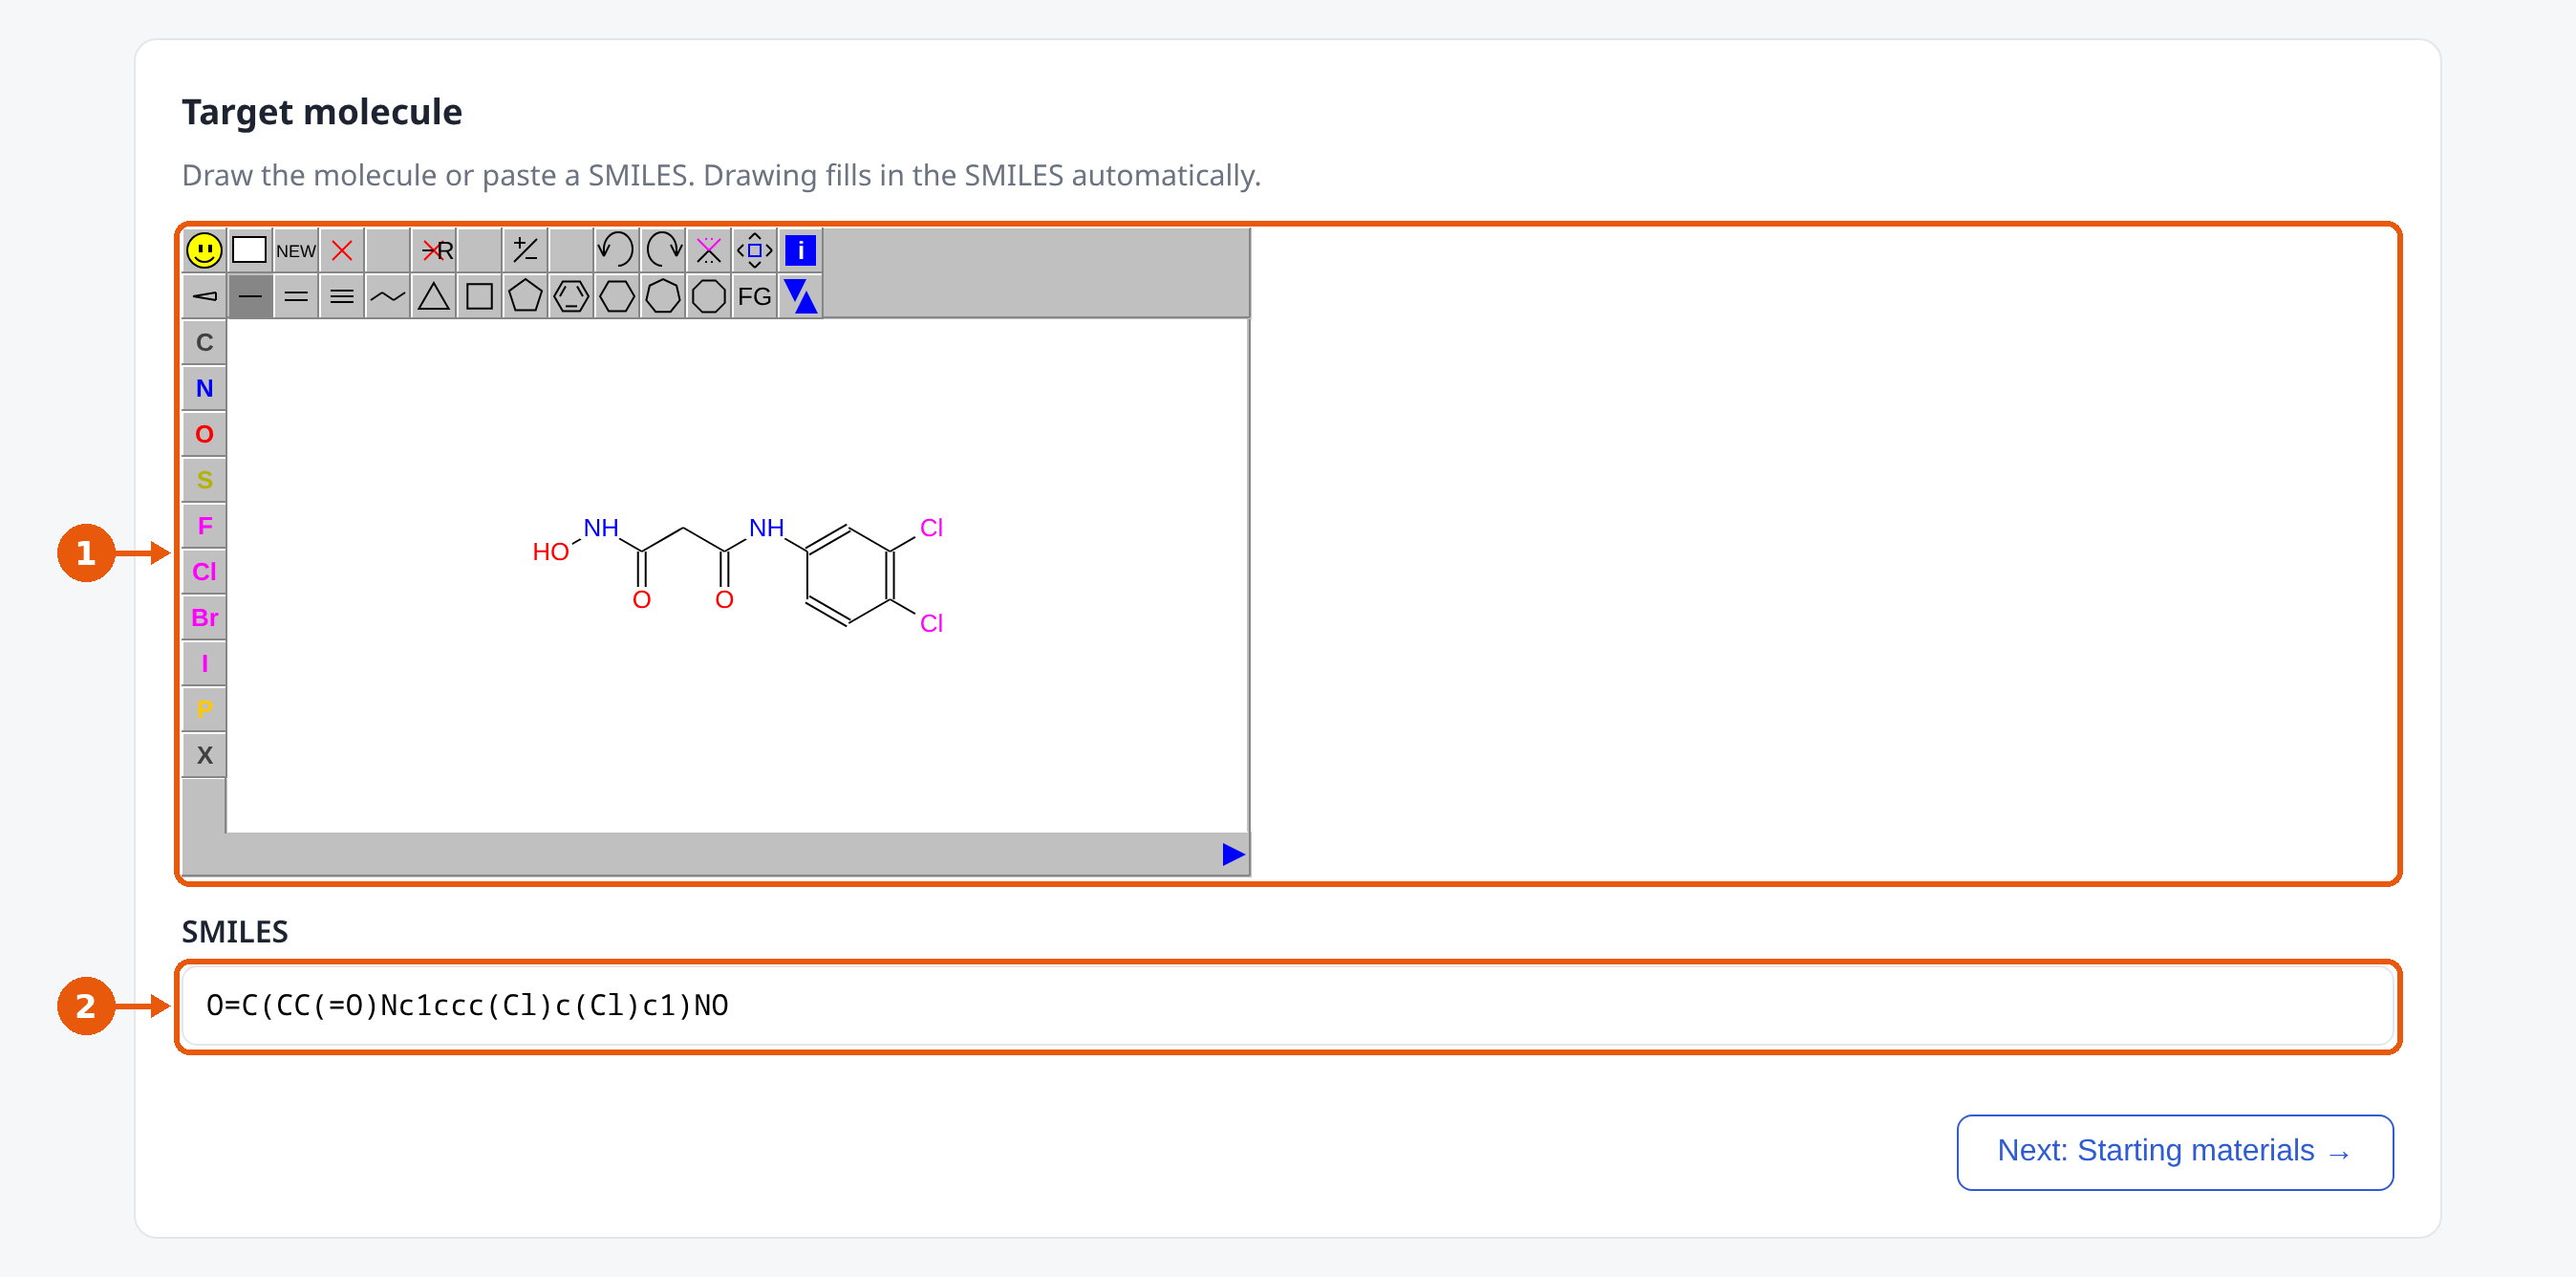 Target molecule
Draw the molecule or paste a SMILES. Drawing fills in the SMILES automatically.
NEW R +/- i
FG
C
N
O
S
F
Cl
Br
I
P
X
1
NH NH Cl
HO
O O
Cl
SMILES
2
O=C(CC(=O)Nc1ccc(Cl)c(Cl)c1)NO
Next: Starting materials →